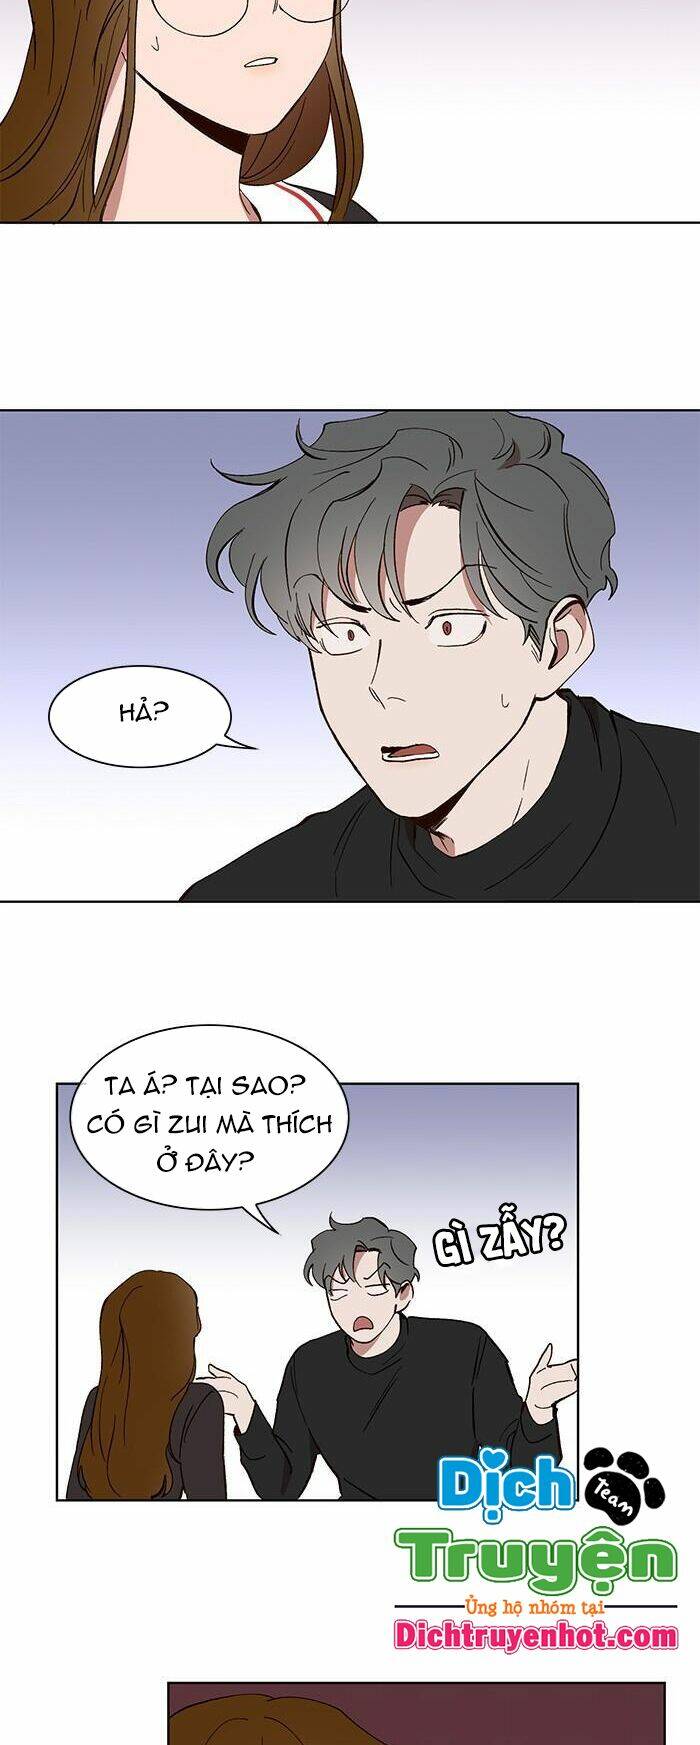 HẢ?
TA Á? TẠI SAO?
CÓ GÌ ZUI MÀ THÍCH
Ở ĐÂY?
GÌ ZẪY?
Dịch
Team
Truyện
Ủng hộ nhóm tại
Dichtruyenhot.com